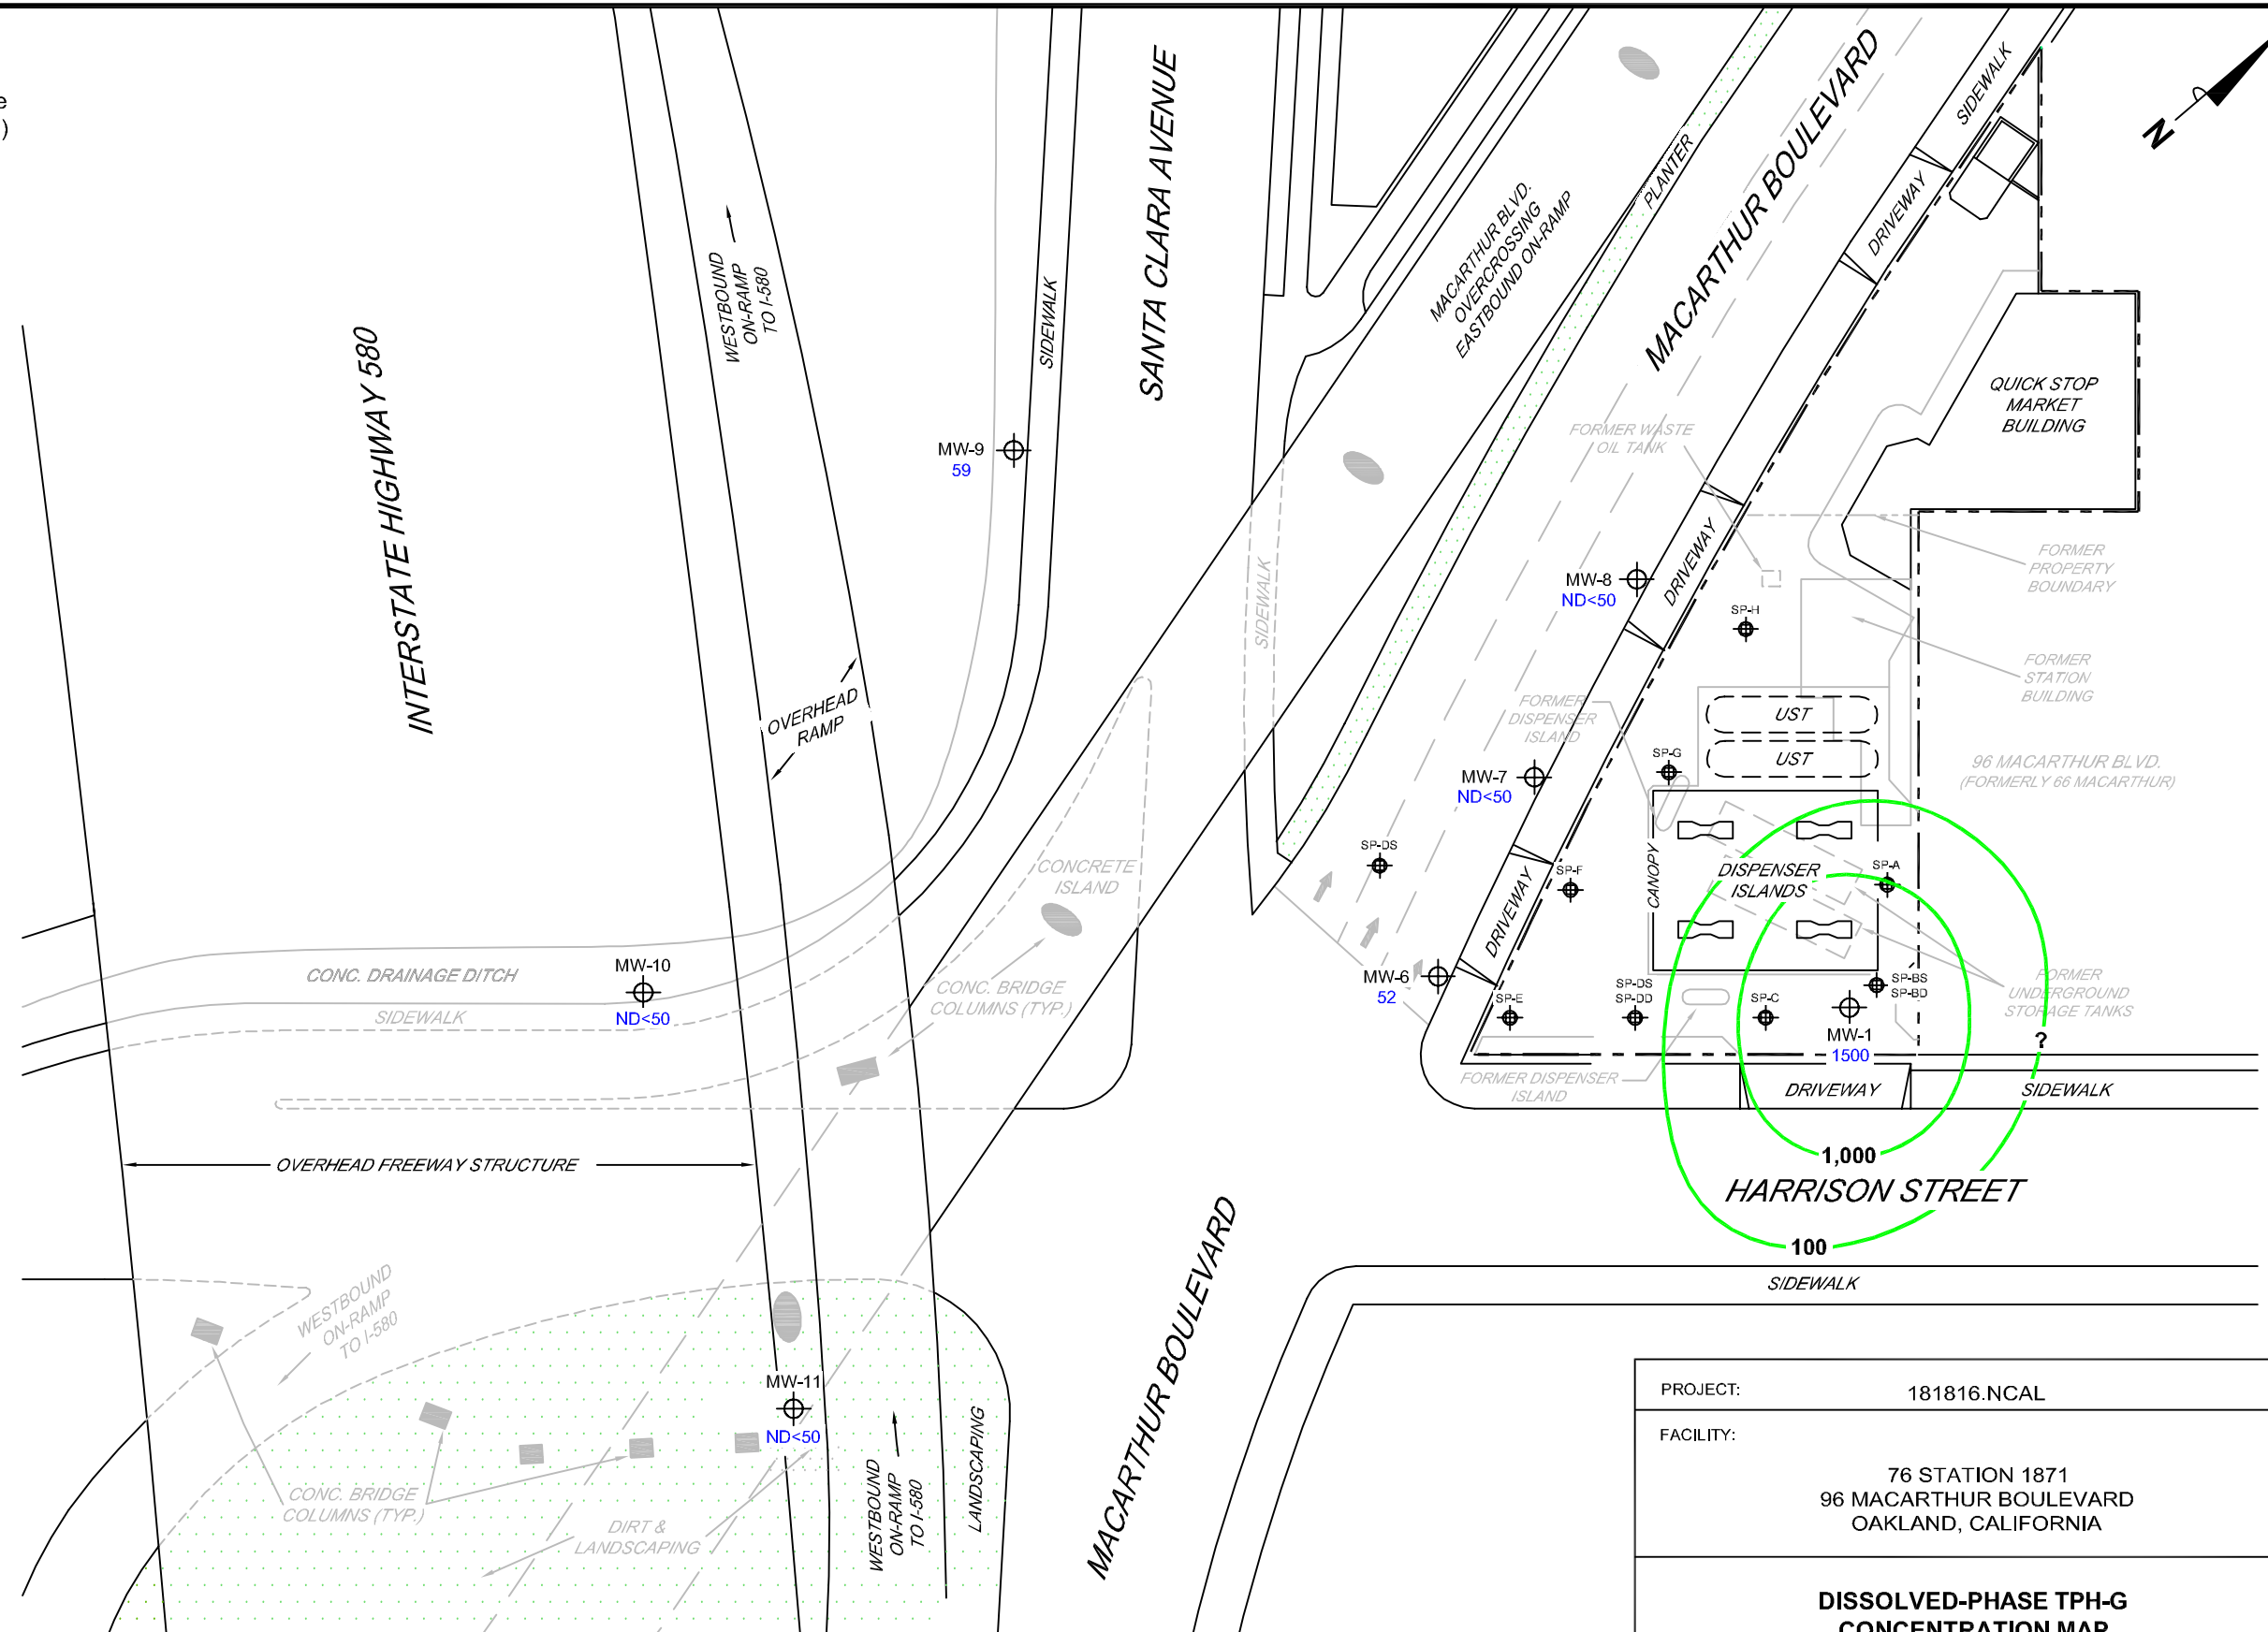 e
)
INTERSTATE HIGHWAY 580
WESTBOUND
ON-RAMP
TO I-580
OVERHEAD
RAMP
MW-9
59
SIDEWALK
SANTA CLARA AVENUE
MACARTHUR BLVD.
OVERCROSSING
EASTBOUND ON-RAMP
PLANTER
MACARTHUR BOULEVARD
SIDEWALK
DRIVEWAY
N
QUICK STOP
MARKET
BUILDING
FORMER WASTE
OIL TANK
FORMER
PROPERTY
BOUNDARY
FORMER
STATION
BUILDING
96 MACARTHUR BLVD.
(FORMERLY 66 MACARTHUR)
MW-8
ND<50
DRIVEWAY
SP-H
SIDEWALK
FORMER
DISPENSER
ISLAND
UST
UST
SP-G
MW-7
ND<50
SP-DS
SP-F
CANOPY
DISPENSER
ISLANDS
SP-A
DRIVEWAY
MW-6
52
SP-E
SP-DS
SP-DD
SP-C
SP-BS
SP-BD
MW-1
1500
FORMER
UNDERGROUND
STORAGE TANKS
?
FORMER DISPENSER
ISLAND
DRIVEWAY
SIDEWALK
1,000
HARRISON STREET
100
SIDEWALK
CONCRETE
ISLAND
CONC. BRIDGE
COLUMNS (TYP.)
CONC. DRAINAGE DITCH
SIDEWALK
MW-10
ND<50
OVERHEAD FREEWAY STRUCTURE
WESTBOUND
ON-RAMP
TO I-580
MW-11
ND<50
CONC. BRIDGE
COLUMNS (TYP.)
DIRT &
LANDSCAPING
WESTBOUND
ON-RAMP
TO I-580
LANDSCAPING
MACARTHUR BOULEVARD
PROJECT:
181816.NCAL
FACILITY:
76 STATION 1871
96 MACARTHUR BOULEVARD
OAKLAND, CALIFORNIA
DISSOLVED-PHASE TPH-G
CONCENTRATION MAP